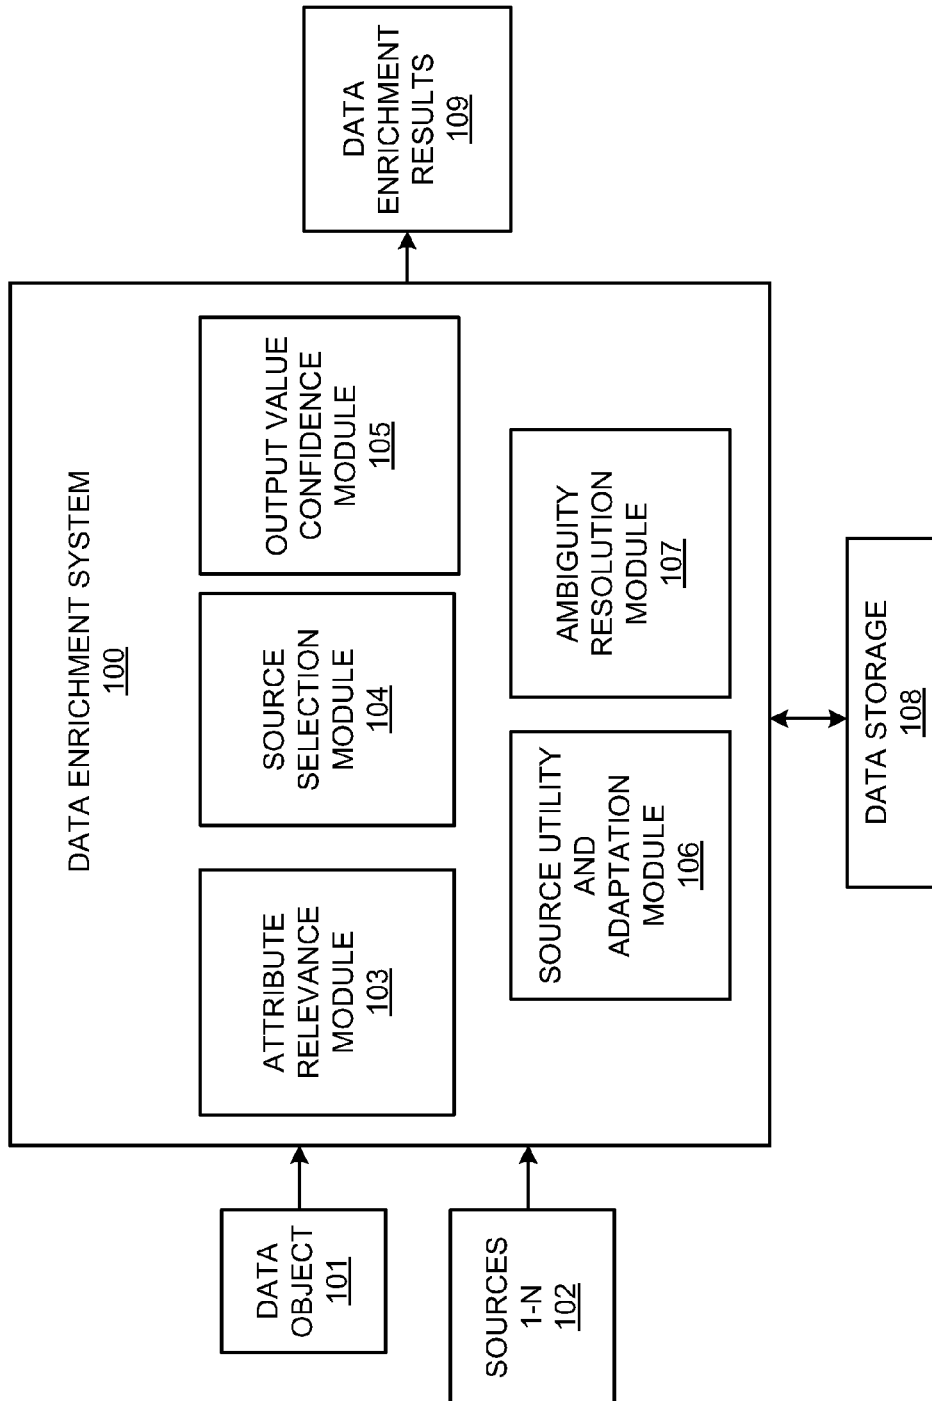 DATA ENRICHMENT SYSTEM
100
DATA
OBJECT
101
SOURCES
1-N
102
ATTRIBUTE
RELEVANCE
MODULE
103
SOURCE
SELECTION
MODULE
104
OUTPUT VALUE
CONFIDENCE
MODULE
105
SOURCE UTILITY
AND
ADAPTATION
MODULE
106
AMBIGUITY
RESOLUTION
MODULE
107
DATA STORAGE
108
DATA
ENRICHMENT
RESULTS
109